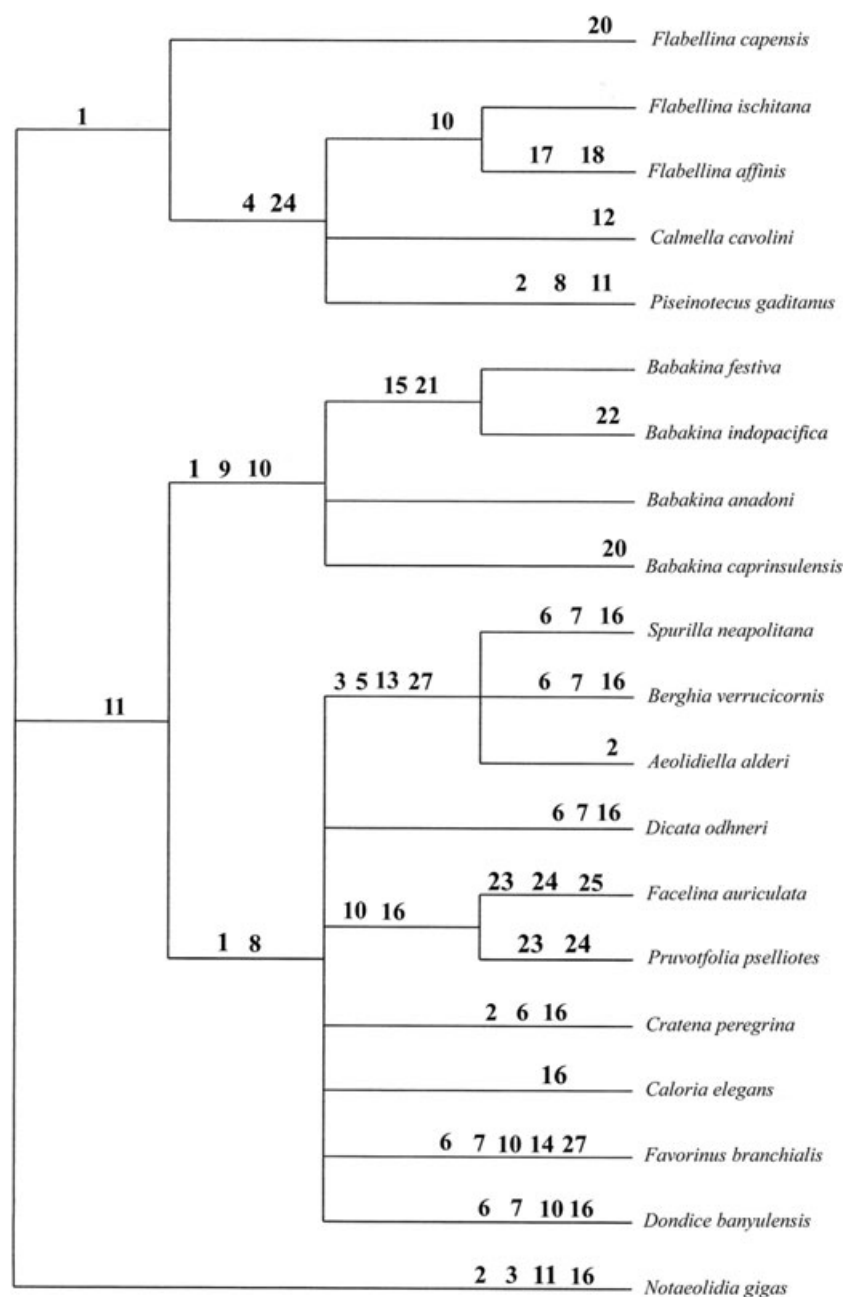 20
Flabellina capensis
Flabellina ischitana
1
10
17 18
Flabellina affinis
4 24
12
Calmella cavolini
2 8 11
Piseinotecus gaditanus
Babakina festiva
15 21
22
Babakina indopacifica
1 9 10
Babakina anadoni
20
Babakina caprinsulensis
6 7 16
Spurilla neapolitana
3 5 13 27
6 7 16
Berghia verrucicornis
11
2
Aeolidiella alderi
6 7 16
Dicata odhneri
23 24 25
Facelina auriculata
10 16
1 8
23 24
Pruvotfolia pselliotes
2 6 16
Cratena peregrina
16
Caloria elegans
6 7 10 14 27
Favorinus branchialis
6 7 10 16
Dondice banyulensis
2 3 11 16
Notaeolidia gigas